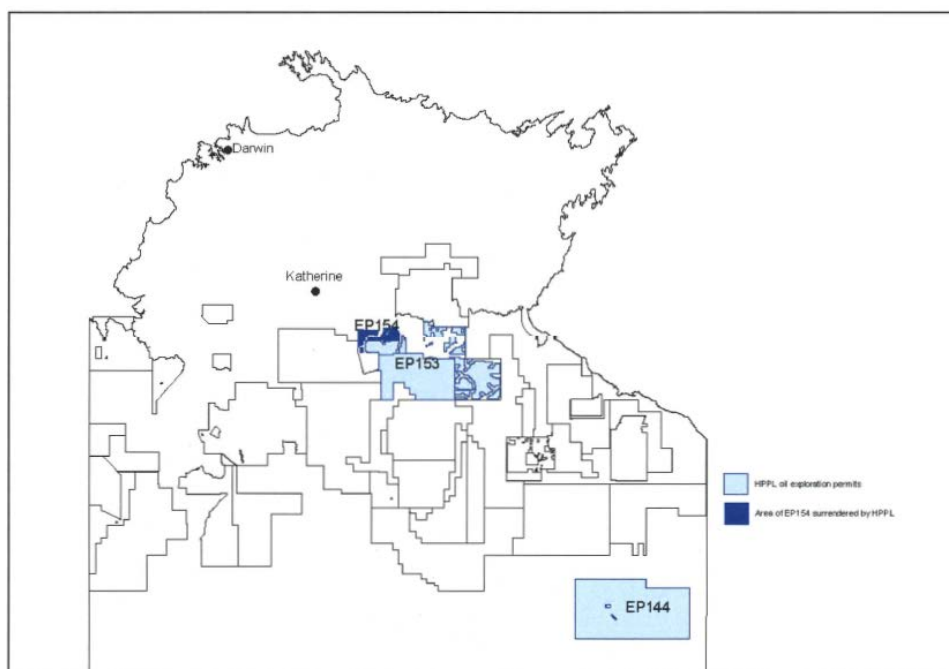 Darwin
Katherine
EP154
EP153
HPPL oil exploration permits
Area of EP154 surrendered by HPPL
EP144